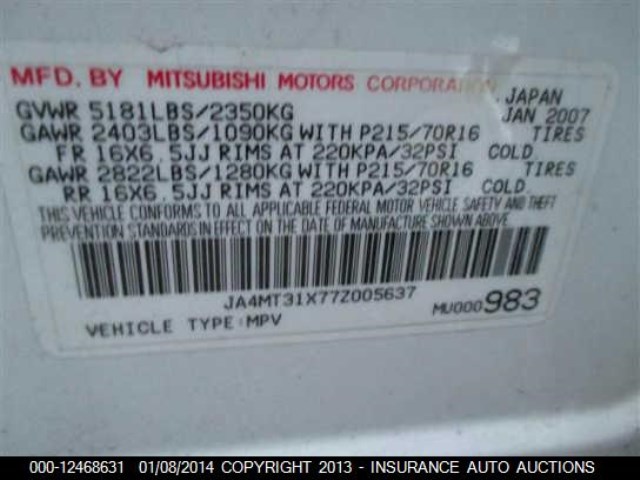 MFD. BY MITSUBISHI MOTORS CORPORATION JAPAN
GVWR 5181LBS/2350KG JAN 2007
GAWR 2403LBS/1090KG WITH P215/70R16 TIRES
FR 16X6.5JJ RIMS AT 220KPA/32PSI COLD
GAWR 2822LBS/1280KG WITH P215/70R16 TIRES
RR 16X6.5JJ RIMS AT 220KPA/32PSI COLD.
THIS VEHICLE CONFORMS TO ALL APPLICABLE FEDERAL MOTOR VEHICLE SAFETY AND THEFT
PREVENTION STANDARDS IN EFFECT ON THE DATE OF MANUFACTURE SHOWN ABOVE.
JA4MT31X77Z005637
VEHICLE TYPE:MPV MU000983
000-12468631 01/08/2014 COPYRIGHT 2013 - INSURANCE AUTO AUCTIONS